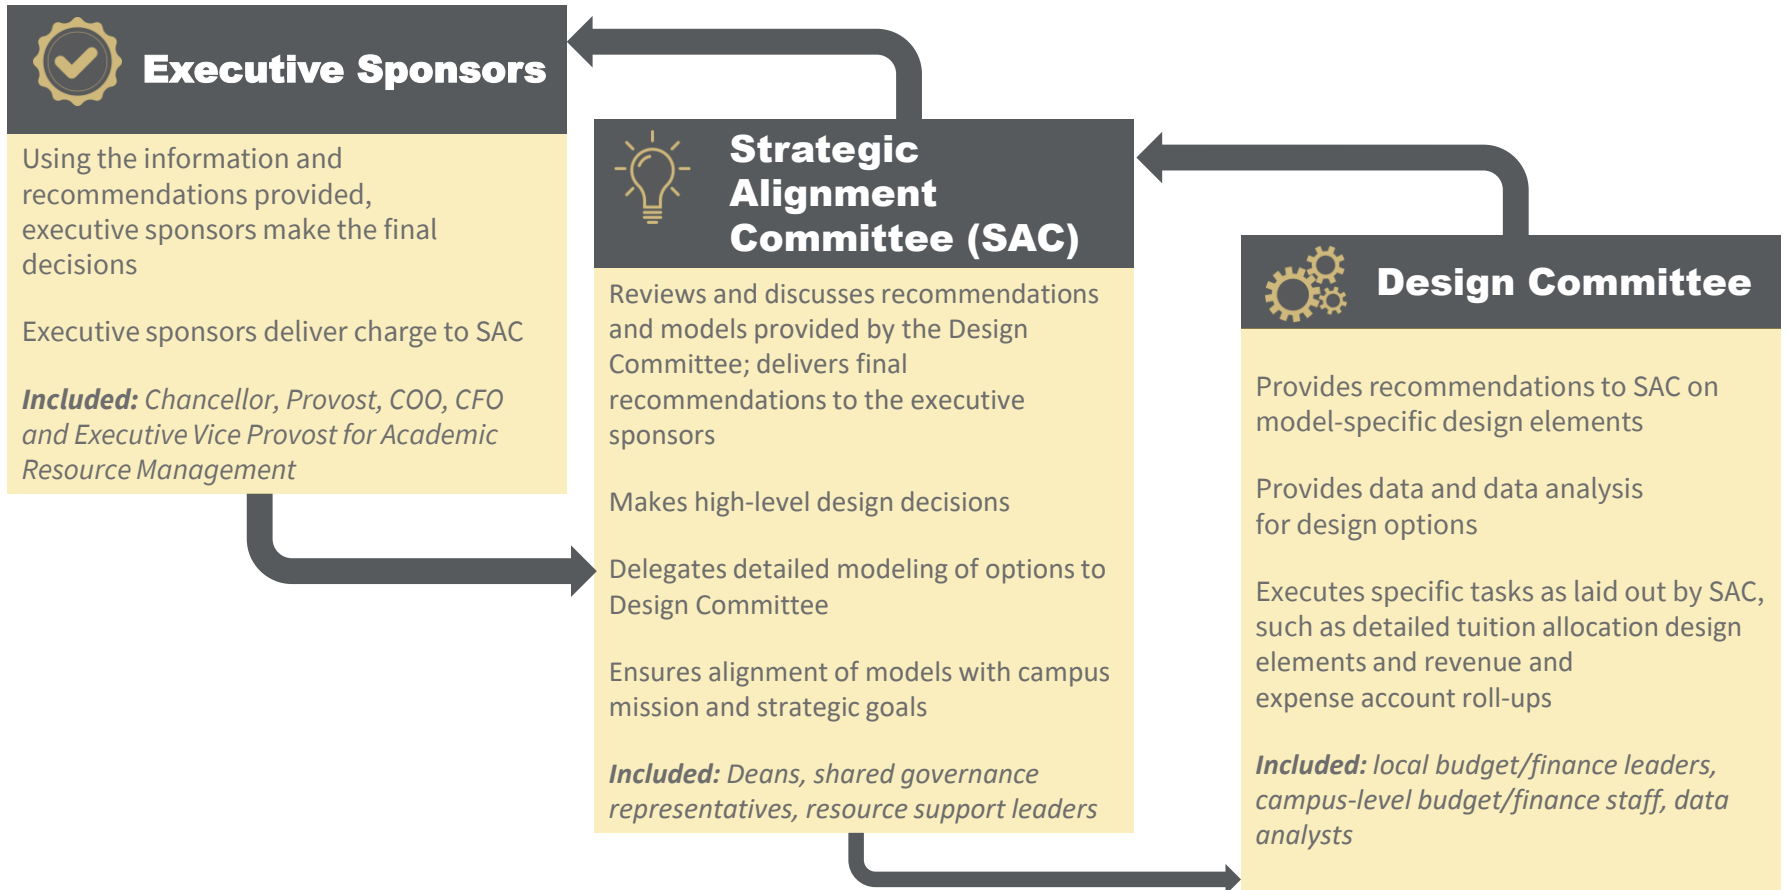 Executive Sponsors
Using the information and
recommendations provided,
executive sponsors make the final
decisions
Executive sponsors deliver charge to SAC
Included: Chancellor, Provost, COO, CFO
and Executive Vice Provost for Academic
Resource Management
Strategic
Alignment
Committee (SAC)
Reviews and discusses recommendations
and models provided by the Design
Committee; delivers final
recommendations to the executive
sponsors
Makes high-level design decisions
Delegates detailed modeling of options to
Design Committee
Ensures alignment of models with campus
mission and strategic goals
Included: Deans, shared governance
representatives, resource support leaders
Design Committee
Provides recommendations to SAC on
model-specific design elements
Provides data and data analysis
for design options
Executes specific tasks as laid out by SAC,
such as detailed tuition allocation design
elements and revenue and
expense account roll-ups
Included: local budget/finance leaders,
campus-level budget/finance staff, data
analysts